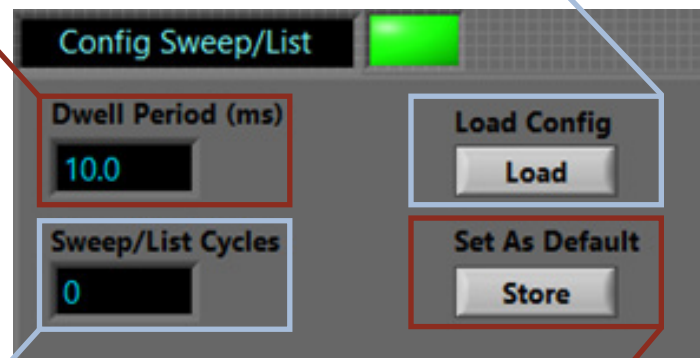 Config Sweep/List
Dwell Period (ms)
10.0
Load Config
Load
Sweep/List Cycles
0
Set As Default
Store